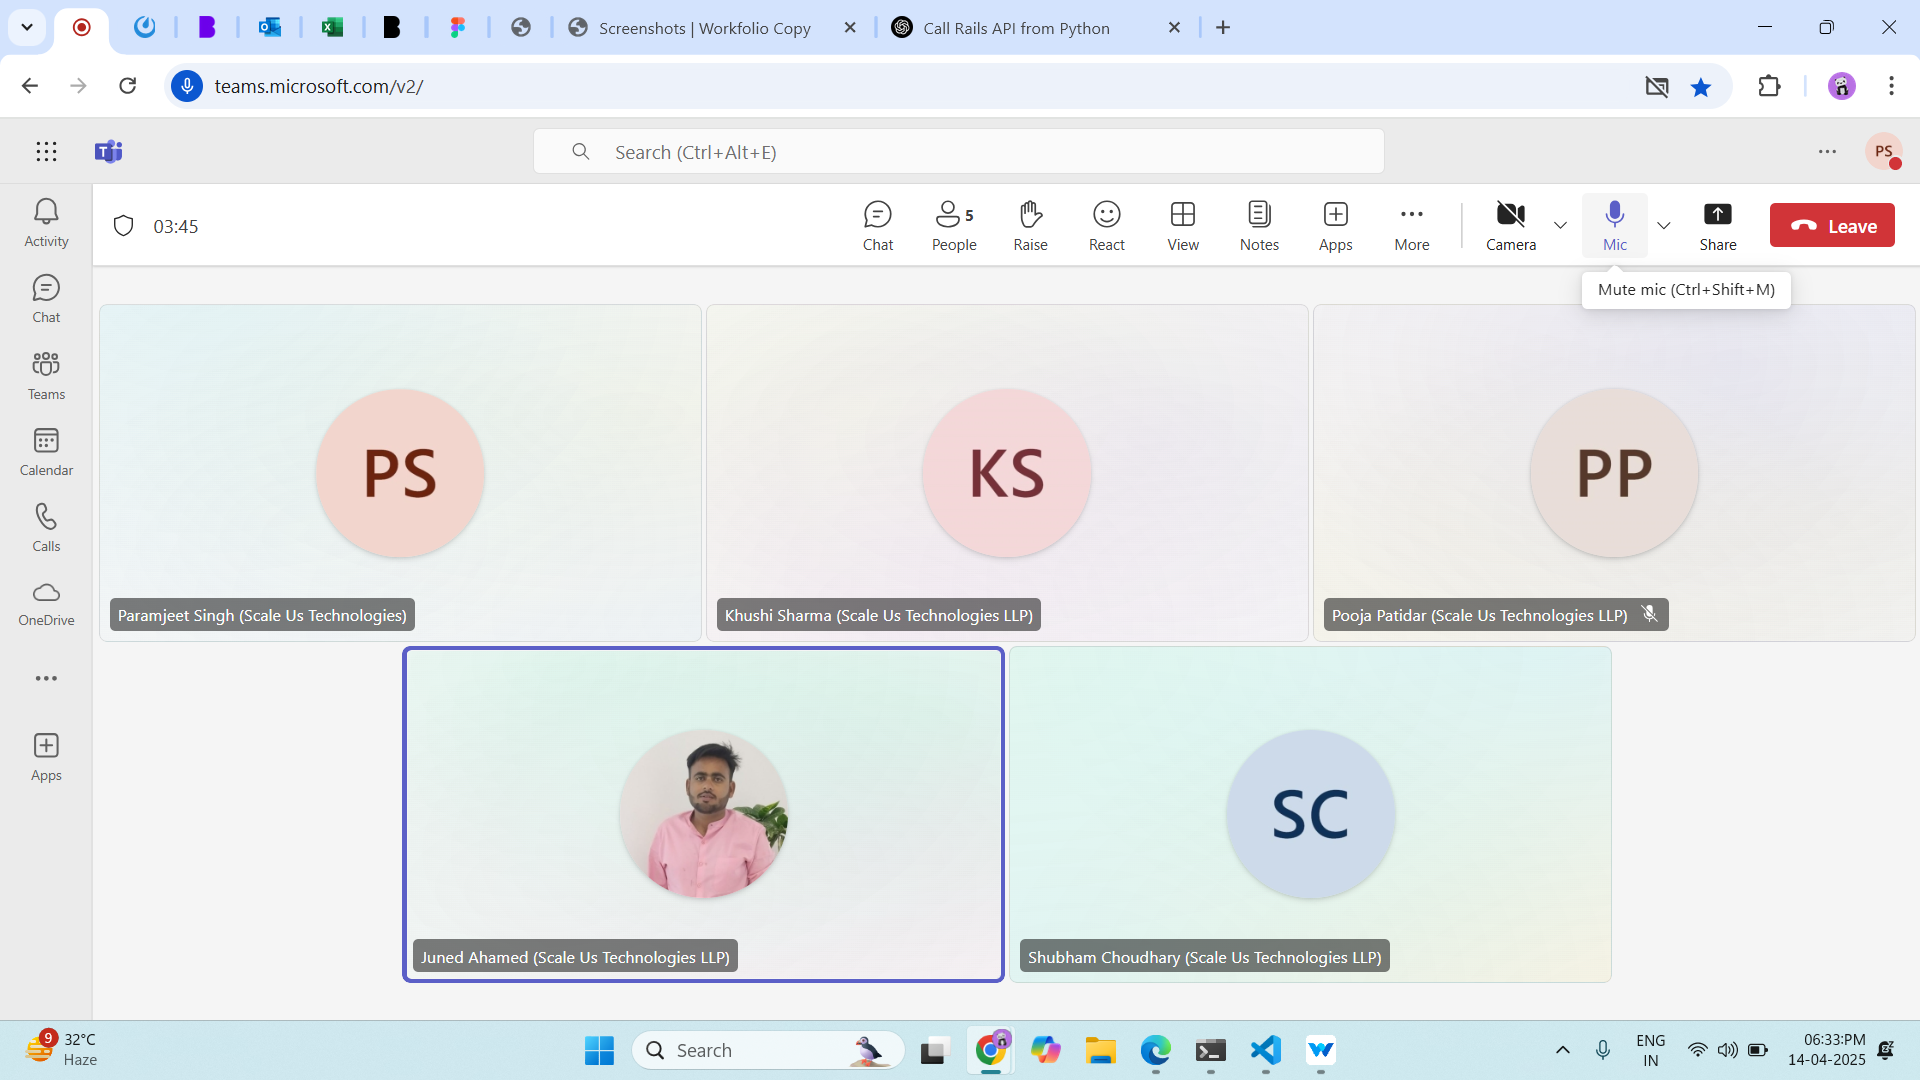 Screenshots | Workfolio Copy
Call Rails API from Python
teams.microsoft.com/v2/
Search (Ctrl+Alt+E)
PS
Activity
Chat
Teams
Calendar
Calls
OneDrive
Apps
03:45
Chat
People 5
Raise
React
View
Notes
Apps
More
Camera
Mic
Share
Leave
Mute mic (Ctrl+Shift+M)
PS
Paramjeet Singh (Scale Us Technologies)
KS
Khushi Sharma (Scale Us Technologies LLP)
PP
Pooja Patidar (Scale Us Technologies LLP)
Juned Ahamed (Scale Us Technologies LLP)
SC
Shubham Choudhary (Scale Us Technologies LLP)
9
32°C
Haze
Search
ENG
IN
06:33:PM
14-04-2025